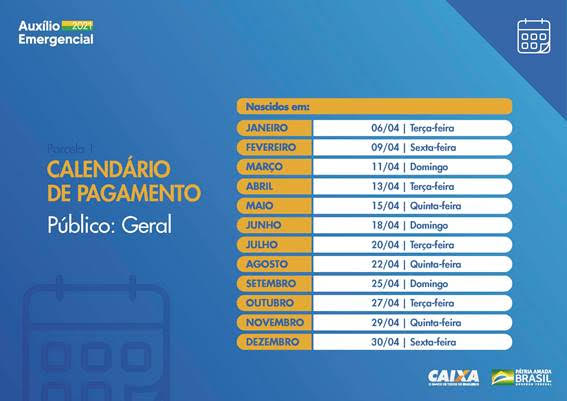 Auxílio 2021
Emergencial
Parcela 1
CALENDÁRIO
DE PAGAMENTO
Público: Geral
Nascidos em:
JANEIRO 06/04 | Terça-feira
FEVEREIRO 09/04 | Sexta-feira
MARÇO 11/04 | Domingo
ABRIL 13/04 | Terça-feira
MAIO 15/04 | Quinta-feira
JUNHO 18/04 | Domingo
JULHO 20/04 | Terça-feira
AGOSTO 22/04 | Quinta-feira
SETEMBRO 25/04 | Domingo
OUTUBRO 27/04 | Terça-feira
NOVEMBRO 29/04 | Quinta-feira
DEZEMBRO 30/04 | Sexta-feira
CAIXA
O BANCO DE TODOS OS BRASILEIROS
PÁTRIA AMADA
BRASIL
GOVERNO FEDERAL